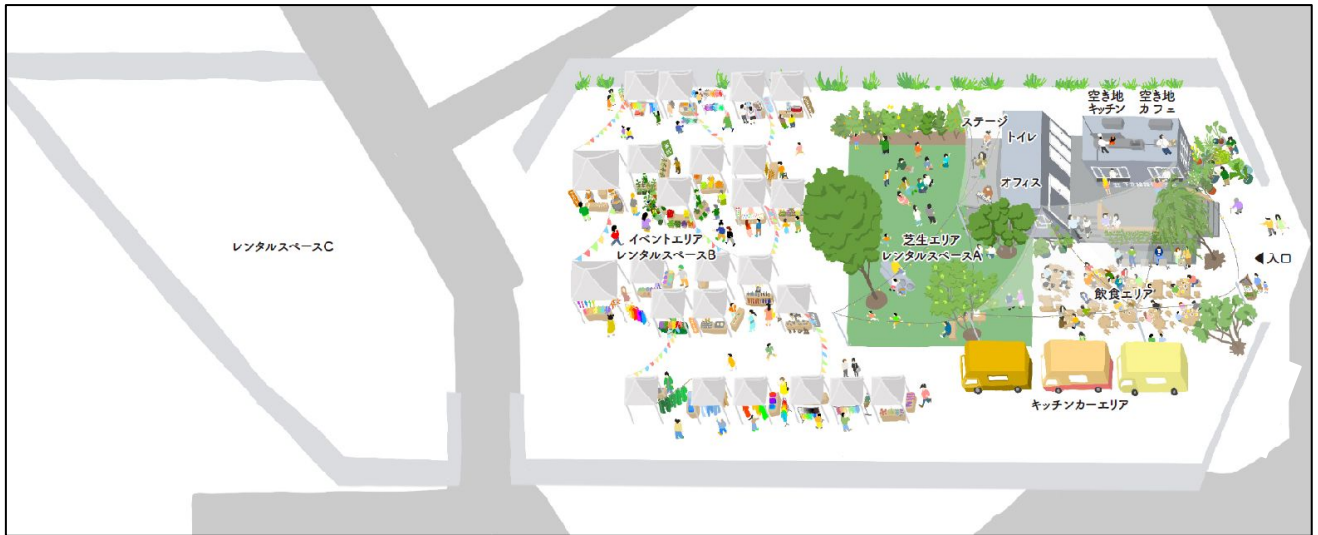 空き地
キッチン
空き地
カフェ
ステージ
トイレ
オフィス
レンタルスペースC
イベントエリア
レンタルスペースB
芝生エリア
レンタルスペースA
◀入口
飲食エリア
キッチンカーエリア